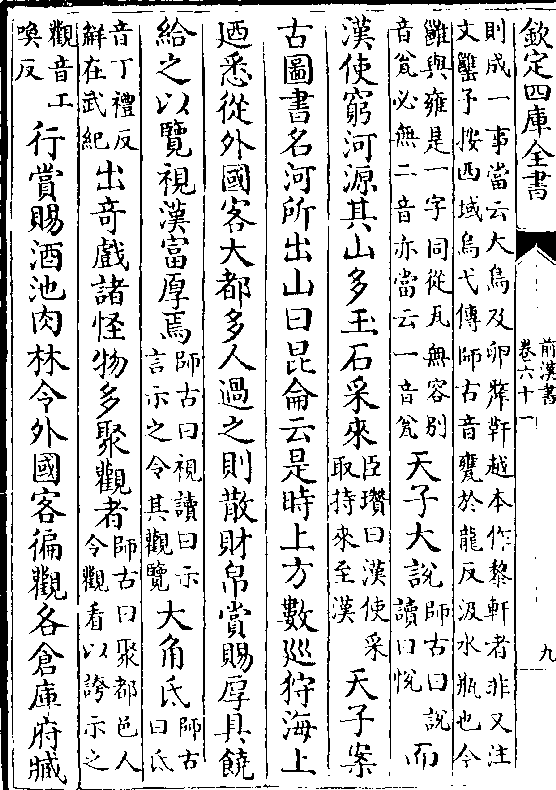 欽定四庫全書
前漢書
卷六十一
九
則成一事當云大鳥及卵犛靬越本作黎軒者非又注
文罋予按西域烏弋傳師古音甕於龍反汲水瓶也今
雝與雍是一字同從瓦無容別
音瓮必無二音亦當云一音瓮
天子大說
師古曰說
讀曰悅
而
漢使窮河源其山多玉石采來
臣瓚曰漢使采
取持來至漢
天子案
古圖書名河所出山曰昆侖云是時上方數廵狩海上
廼悉從外國客大都多人過之則散財帛賞賜厚具饒
給之以覽視漢富厚焉
師古曰視讀曰示
言示之令其觀覽
大角氐
師古
曰氐
音丁禮反
解在武紀
出奇戲諸怪物多聚觀者
師古曰聚都邑人
令觀看以誇示之
觀音工
喚反
行賞賜酒池肉林令外國客徧觀各倉庫府臧